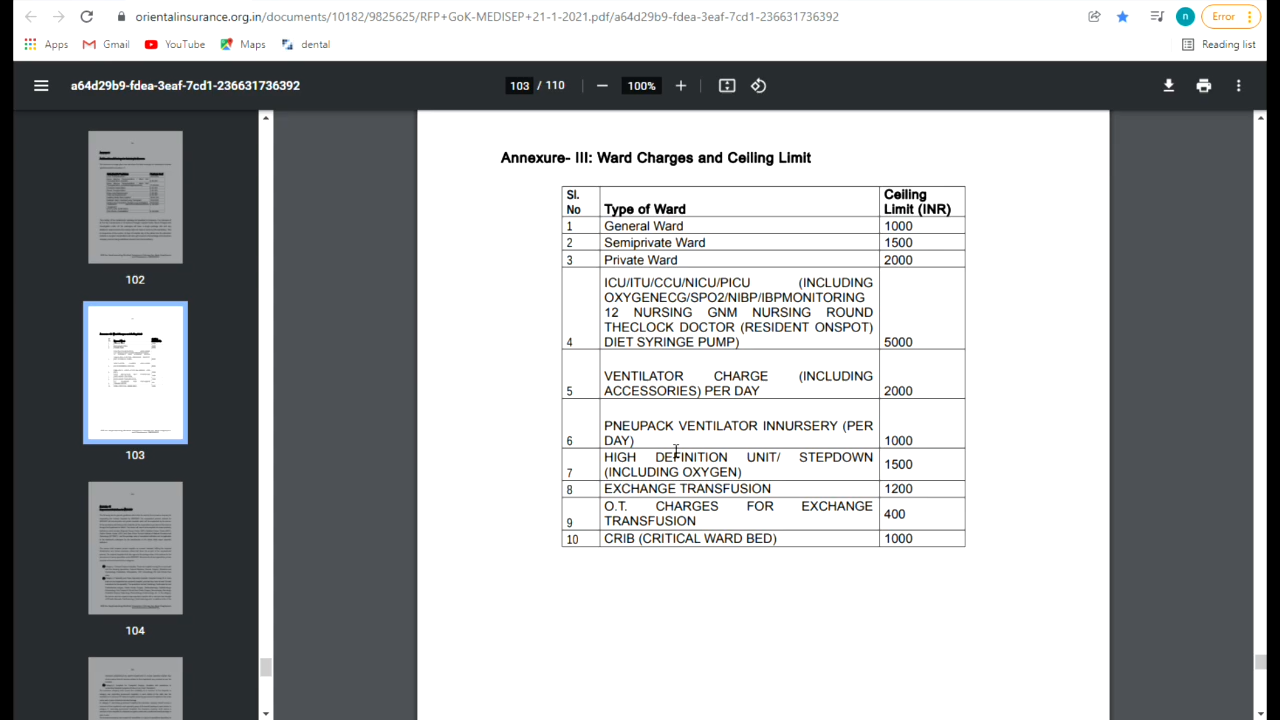 orientalinsurance.org.in/documents/10182/9825625/RFP+GoK-MEDISEP+21-1-2021.pdf/a64d29b9-fdea-3eaf-7cd1-236631736392
n
Error
Apps
Gmail
YouTube
Maps
dental
Reading list
a64d29b9-fdea-3eaf-7cd1-236631736392
103 / 110
100%
102
103
104
Annexure- III: Ward Charges and Ceiling Limit
Sl. No Type of Ward Ceiling Limit (INR)
1 General Ward 1000
2 Semiprivate Ward 1500
3 Private Ward 2000
ICU/ITU/CCU/NICU/PICU (INCLUDING
OXYGENECG/SPO2/NIBP/IBPMONITORING
12 NURSING GNM NURSING ROUND
THECLOCK DOCTOR (RESIDENT ONSPOT)
4 DIET SYRINGE PUMP) 5000
VENTILATOR CHARGE (INCLUDING
5 ACCESSORIES) PER DAY 2000
PNEUPACK VENTILATOR INNURSERY (PER
6 DAY) 1000
HIGH DEFINITION UNIT/ STEPDOWN
7 (INCLUDING OXYGEN) 1500
8 EXCHANGE TRANSFUSION 1200
O.T. CHARGES FOR EXCHANGE
9 TRANSFUSION 400
10 CRIB (CRITICAL WARD BED) 1000